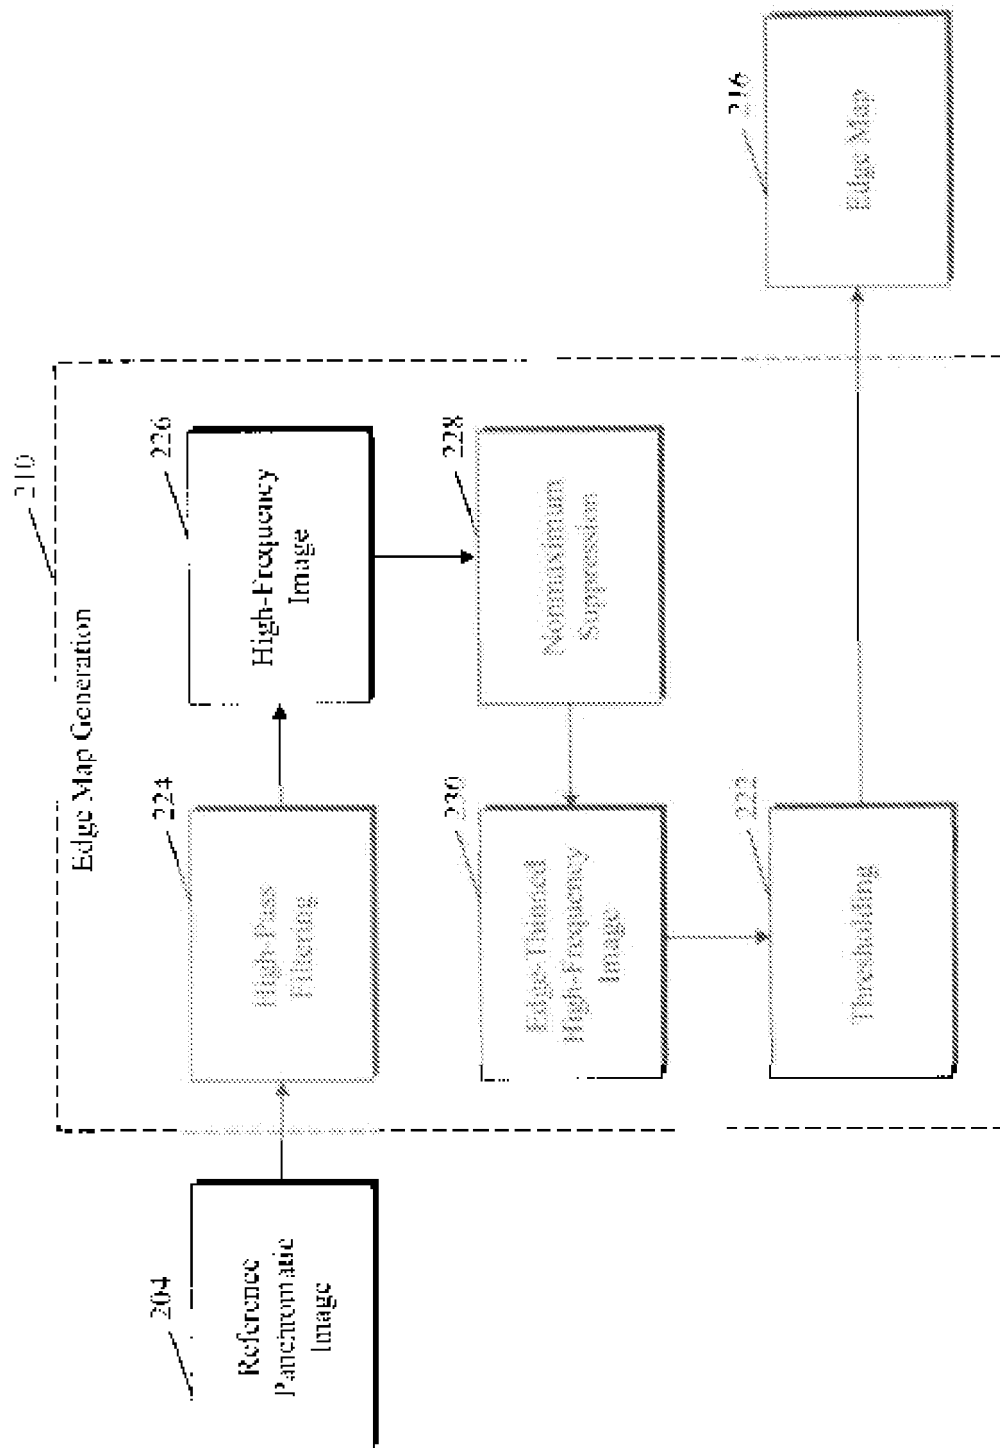 210
Edge Map Generation
204
Reference
Panchromatic
Image
224
High-Pass
Filtering
226
High-Frequency
Image
228
Nonmaximum
Suppression
230
Edge-Thinned
High-Frequency
Image
Thresholding
216
Edge Map